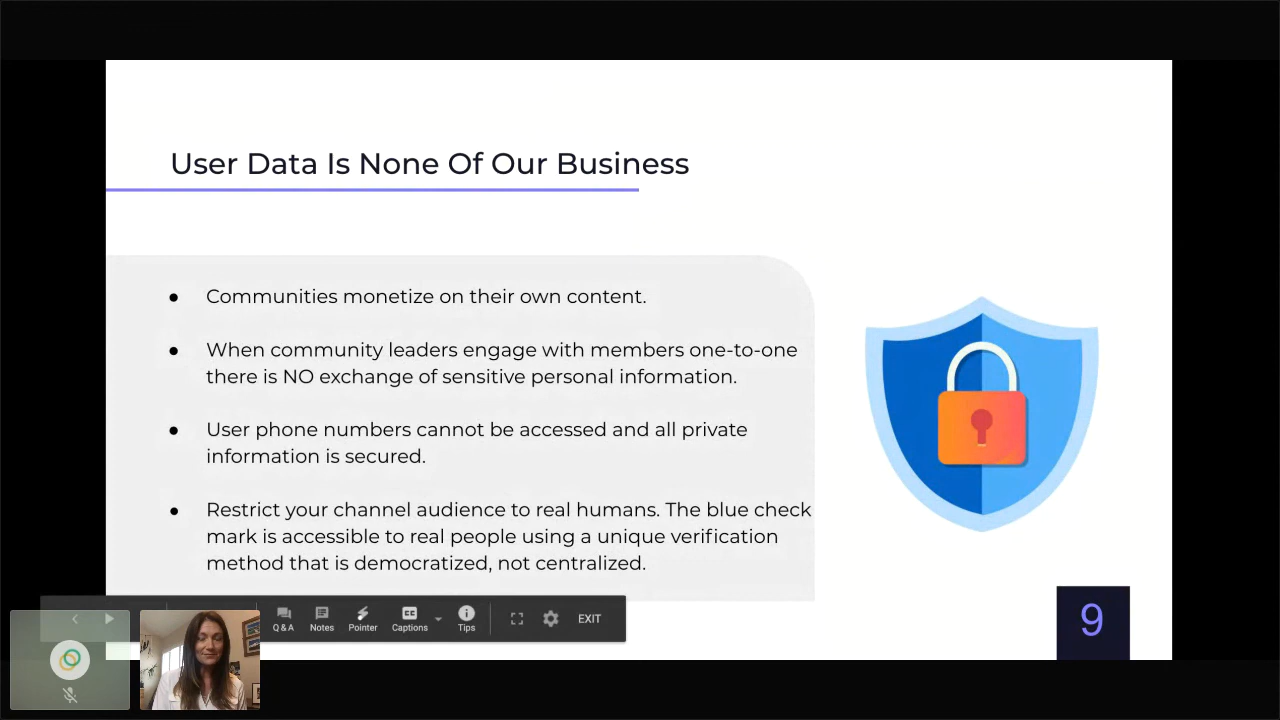 User Data Is None Of Our Business
● Communities monetize on their own content.
● When community leaders engage with members one-to-one
there is NO exchange of sensitive personal information.
● User phone numbers cannot be accessed and all private
information is secured.
● Restrict your channel audience to real humans. The blue check
mark is accessible to real people using a unique verification
method that is democratized, not centralized.
9
CC
Q & A Notes Pointer Captions Tips EXIT